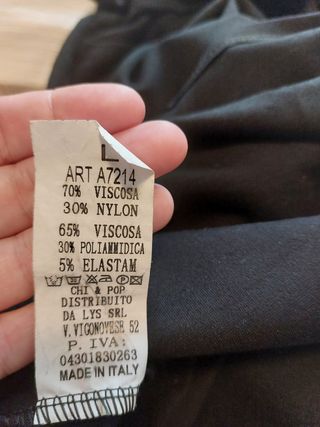 L
ART A7214
70% VISCOSA
30% NYLON
65% VISCOSA
30% POLIAMMIDICA
5% ELASTAM
CHI & POP
DISTRIBUITO
DA LYS SRL
V.VIGONOVESE 52
P. IVA:
04301830263
MADE IN ITALY